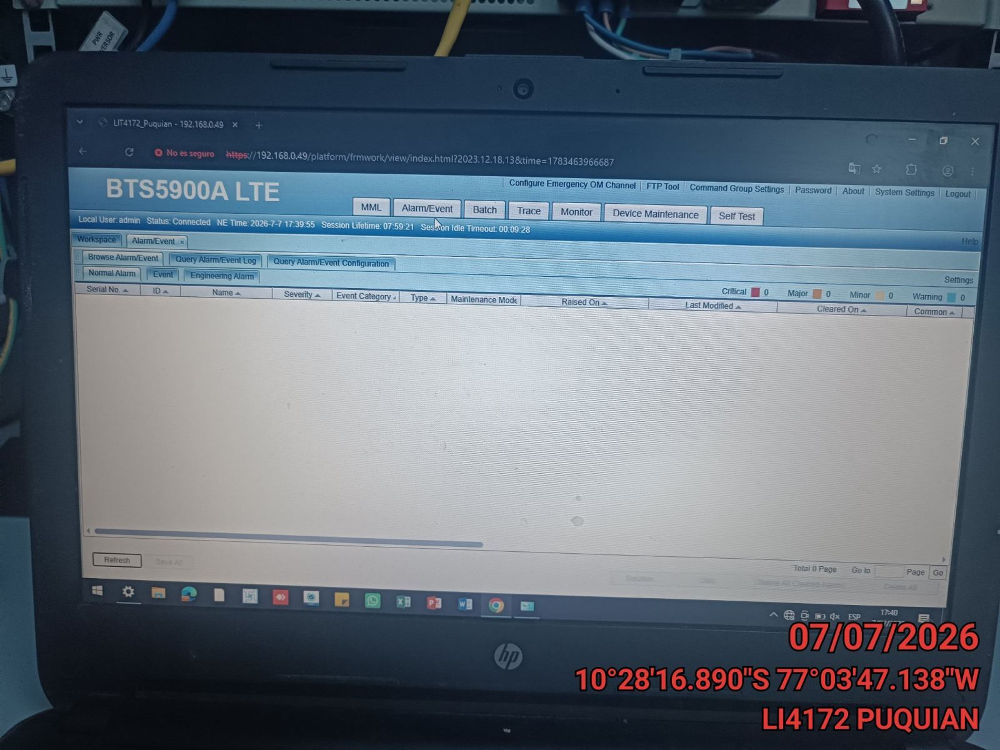 PWR
LIT4172_Puquian - 192.168.0.49
No es seguro https://192.168.0.49/platform/frmwork/view/index.html?2023.12.18.13&time=1783463966687
BTS5900A LTE
Configure Emergency OM Channel | FTP Tool | Command Group Settings | Password | About | System Settings | Logout
MML Alarm/Event Batch Trace Monitor Device Maintenance Self Test
Local User: admin Status: Connected NE Time: 2026-7-7 17:39:55 Session Lifetime: 07:59:21 Session Idle Timeout: 00:09:28
Help
Workspace Alarm/Event
Browse Alarm/Event Query Alarm/Event Log Query Alarm/Event Configuration
Normal Alarm Event Engineering Alarm
Settings
Critical 0 Major 0 Minor 0 Warning 0
Serial No. ID Name Severity Event Category Type Maintenance Mode Raised On Last Modified Cleared On Common
Refresh Save All
Total 0 Page Go to Page Go
Delete All
ESP 17:40
hp
07/07/2026
10°28'16.890"S 77°03'47.138"W
LI4172 PUQUIAN